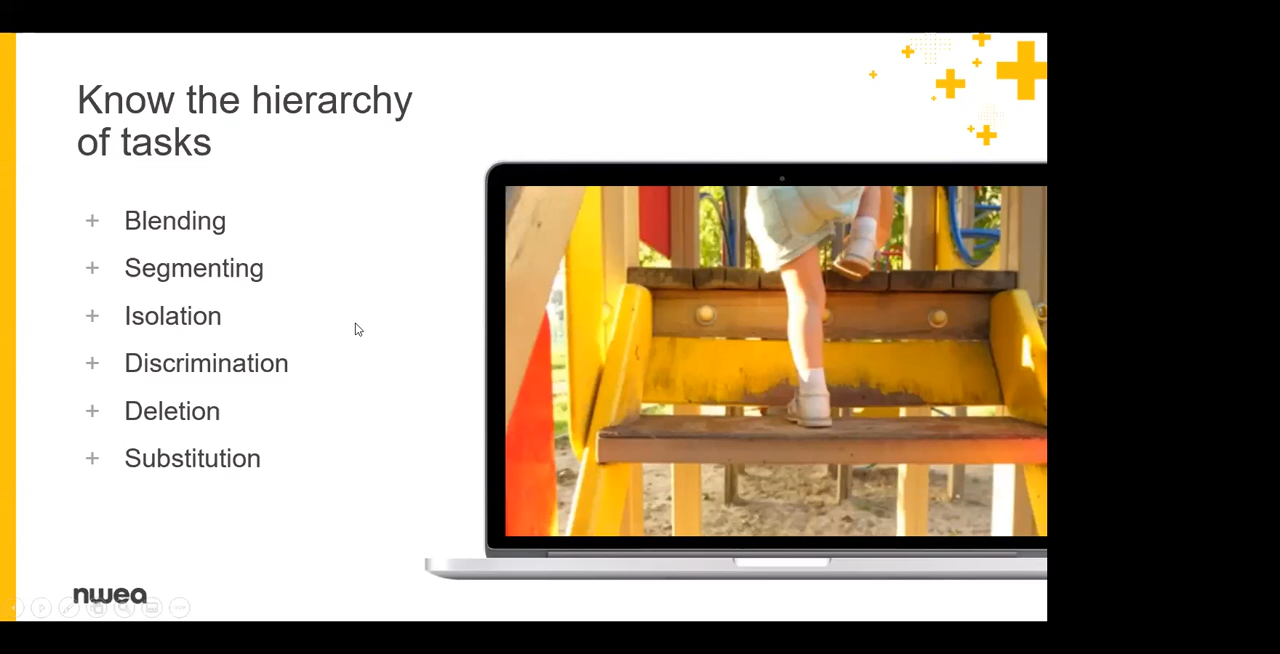 Know the hierarchy
of tasks
+ Blending
+ Segmenting
+ Isolation
+ Discrimination
+ Deletion
+ Substitution
nwea